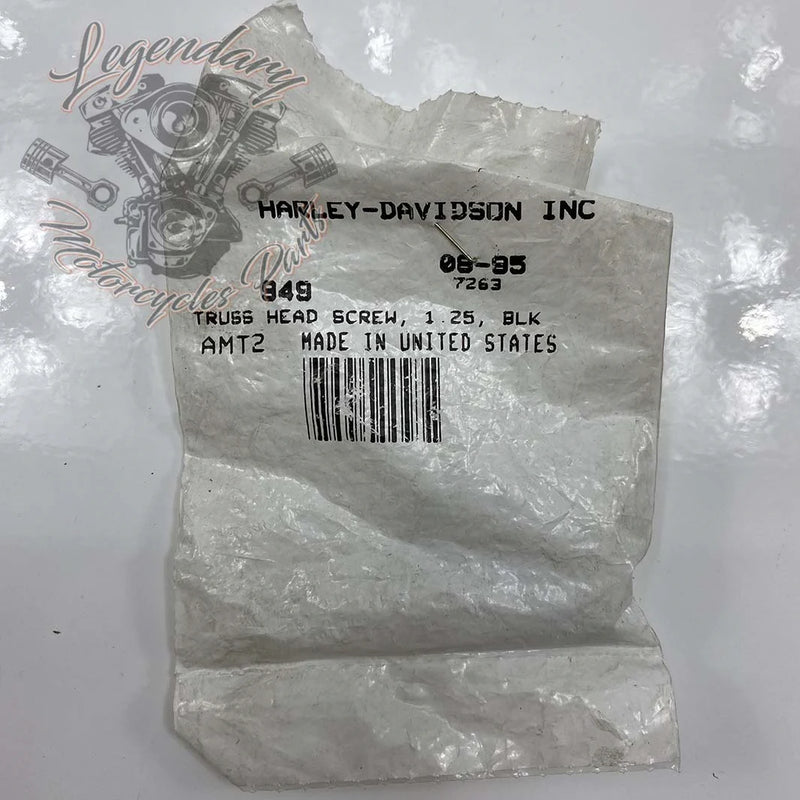 Legendary
Motorcycles Parts
HARLEY-DAVIDSON INC
08-95
949
7263
TRUSS HEAD SCREW, 1.25, BLK
AMT2 MADE IN UNITED STATES